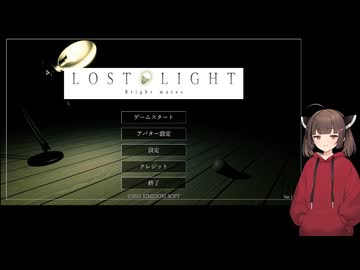 LOST LIGHT
Bright mates
ゲームスタート
アバター設定
設定
クレジット
終了
©2024 KIMIDORI SOFT